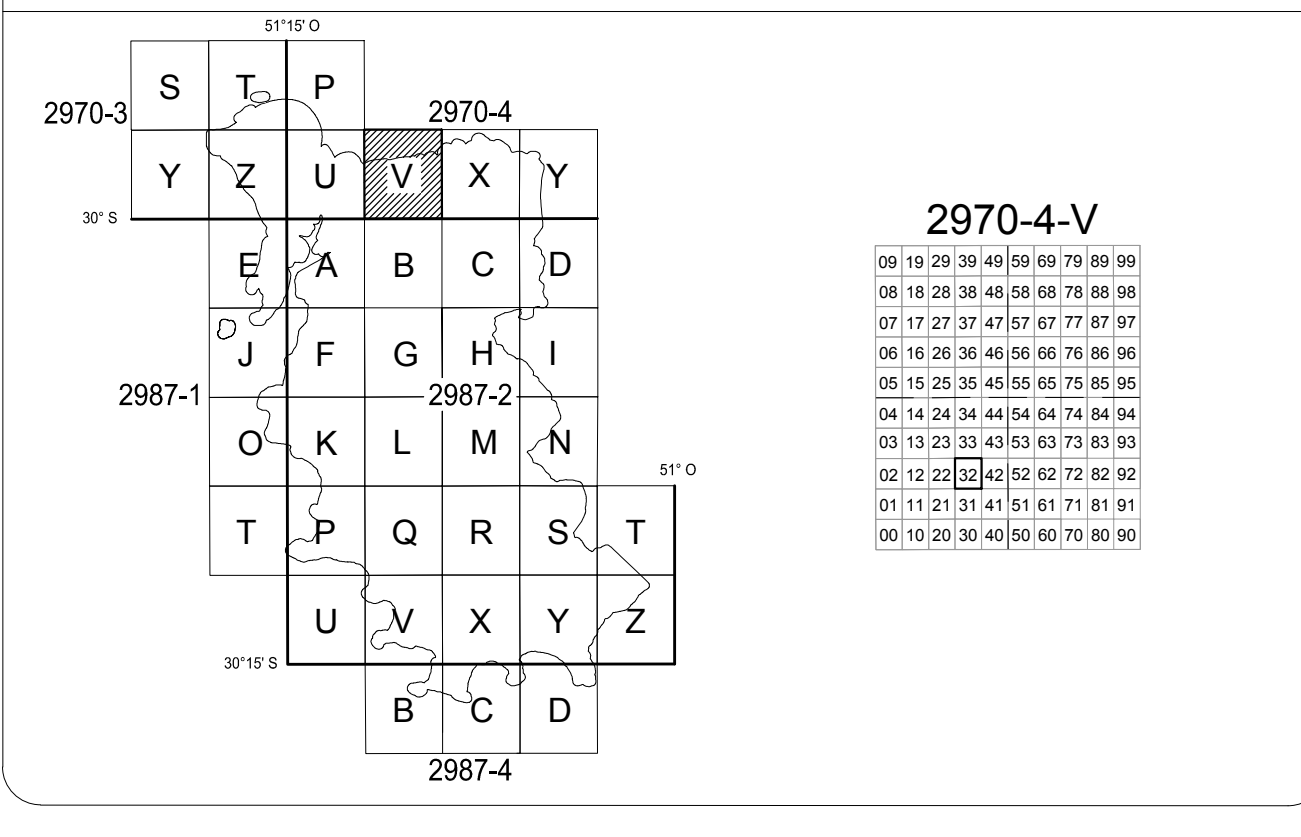 51°15' O
S T P
2970-3
2970-4
Y Z U V X Y
30° S
E A B C D
J F G H I
2987-1
2987-2
O K L M N
51° O
T P Q R S T
U V X Y Z
30°15' S
B C D
2987-4
2970-4-V
09 19 29 39 49 59 69 79 89 99
08 18 28 38 48 58 68 78 88 98
07 17 27 37 47 57 67 77 87 97
06 16 26 36 46 56 66 76 86 96
05 15 25 35 45 55 65 75 85 95
04 14 24 34 44 54 64 74 84 94
03 13 23 33 43 53 63 73 83 93
02 12 22 32 42 52 62 72 82 92
01 11 21 31 41 51 61 71 81 91
00 10 20 30 40 50 60 70 80 90